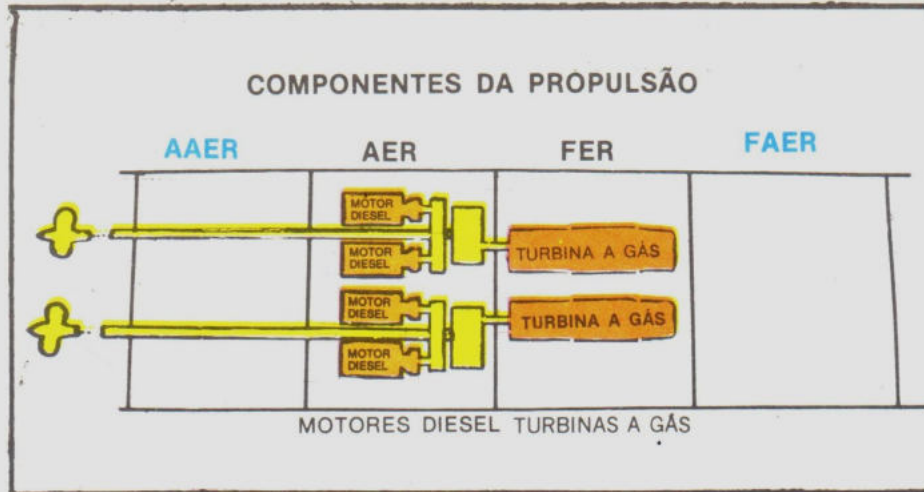 COMPONENTES DA PROPULSÃO
AAER AER FER FAER
MOTOR
DIESEL
MOTOR
DIESEL
TURBINA A GÁS
MOTOR
DIESEL
MOTOR
DIESEL
TURBINA A GÁS
MOTORES DIESEL TURBINAS A GÁS